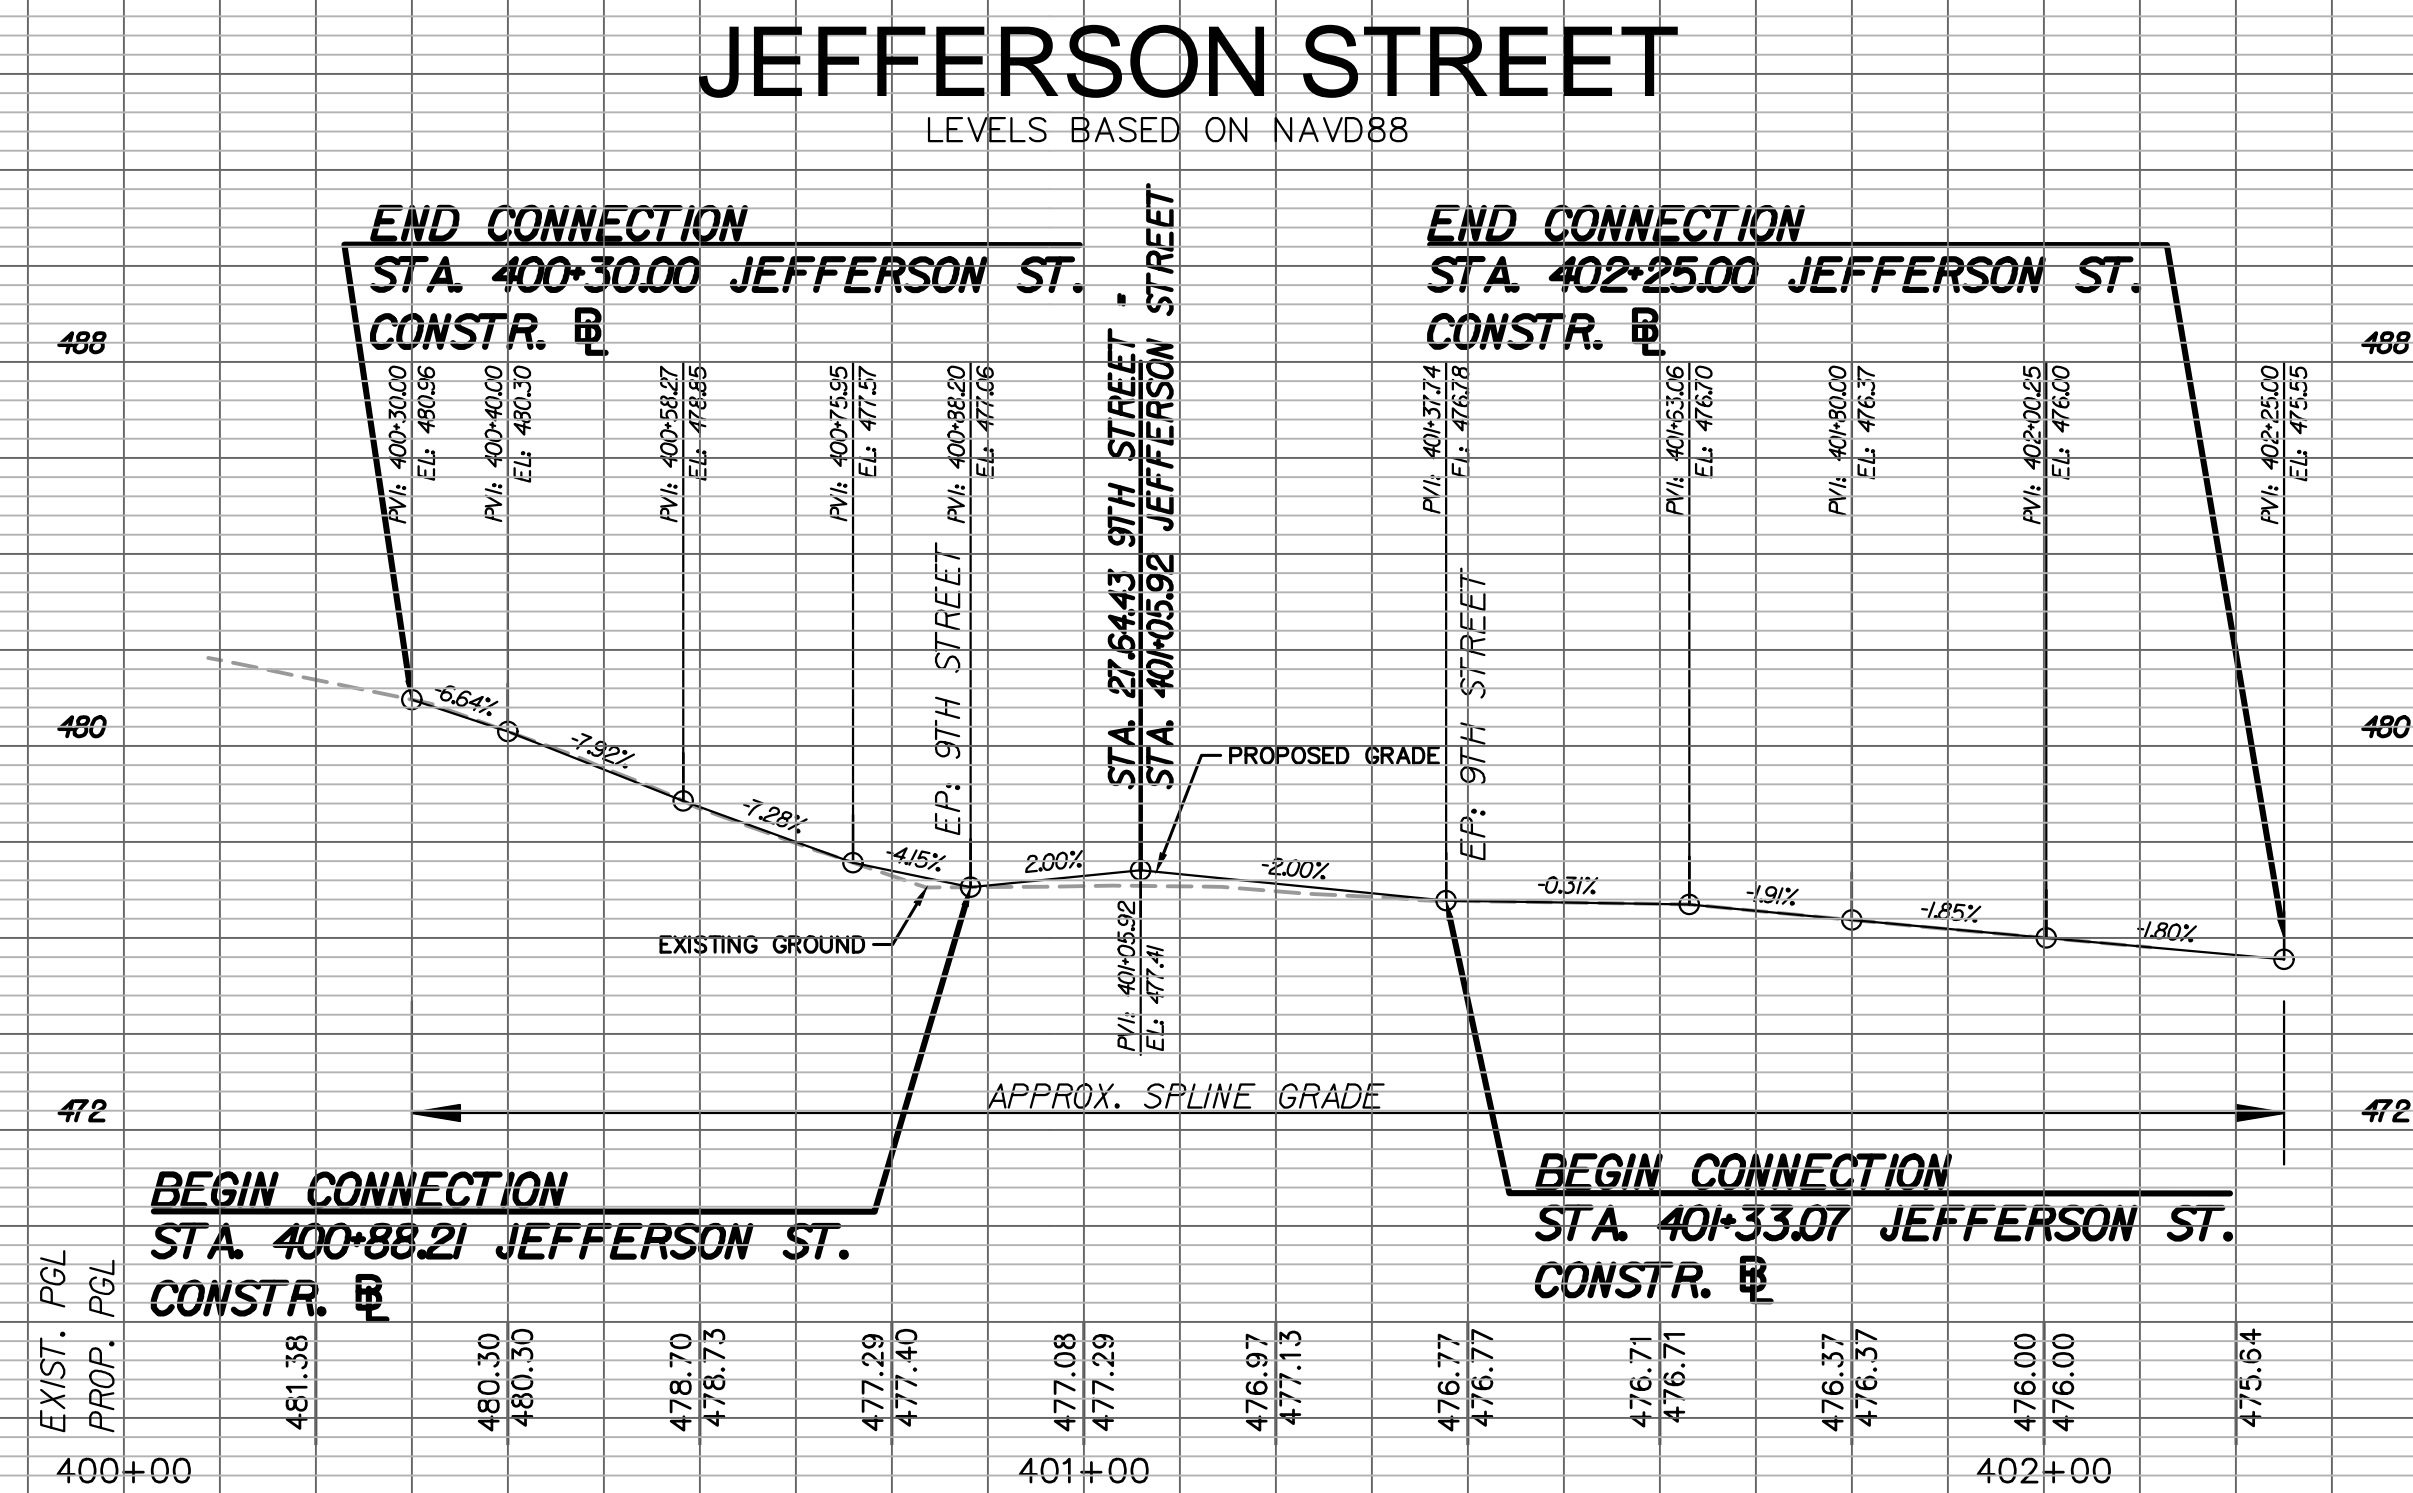 JEFFERSON STREET
LEVELS BASED ON NAVD88
END CONNECTION
STA. 400+30.00 JEFFERSON ST.
CONSTR. BL
END CONNECTION
STA. 402+25.00 JEFFERSON ST.
CONSTR. BL
488
488
PVI: 400+30.00
EL: 480.96
PVI: 400+40.00
EL: 480.30
PVI: 400+58.27
EL: 478.85
PVI: 400+75.95
EL: 477.57
PVI: 400+88.20
EL: 477.06
STA. 27.64.43 9TH STREET "
STA. 401+05.92 JEFFERSON STREET
PVI: 401+37.74
EL: 476.78
PVI: 401+63.06
EL: 476.70
PVI: 401+80.00
EL: 476.37
PVI: 402+00.25
EL: 476.00
PVI: 402+25.00
EL: 475.55
EP: 9TH STREET
EP: 9TH STREET
480
480
-6.64%
-7.92%
-7.28%
-4.15%
2.00%
-2.00%
-0.31%
-1.91%
-1.85%
-1.80%
PROPOSED GRADE
EXISTING GROUND
PVI: 401+05.92
EL: 477.41
APPROX. SPLINE GRADE
472
472
BEGIN CONNECTION
STA. 400+88.21 JEFFERSON ST.
CONSTR. BL
BEGIN CONNECTION
STA. 401+33.07 JEFFERSON ST.
CONSTR. BL
EXIST. PGL
PROP. PGL
481.38
480.30
480.30
478.70
478.73
477.29
477.40
477.08
477.29
476.97
477.13
476.77
476.77
476.71
476.71
476.37
476.37
476.00
476.00
475.64
400+00
401+00
402+00